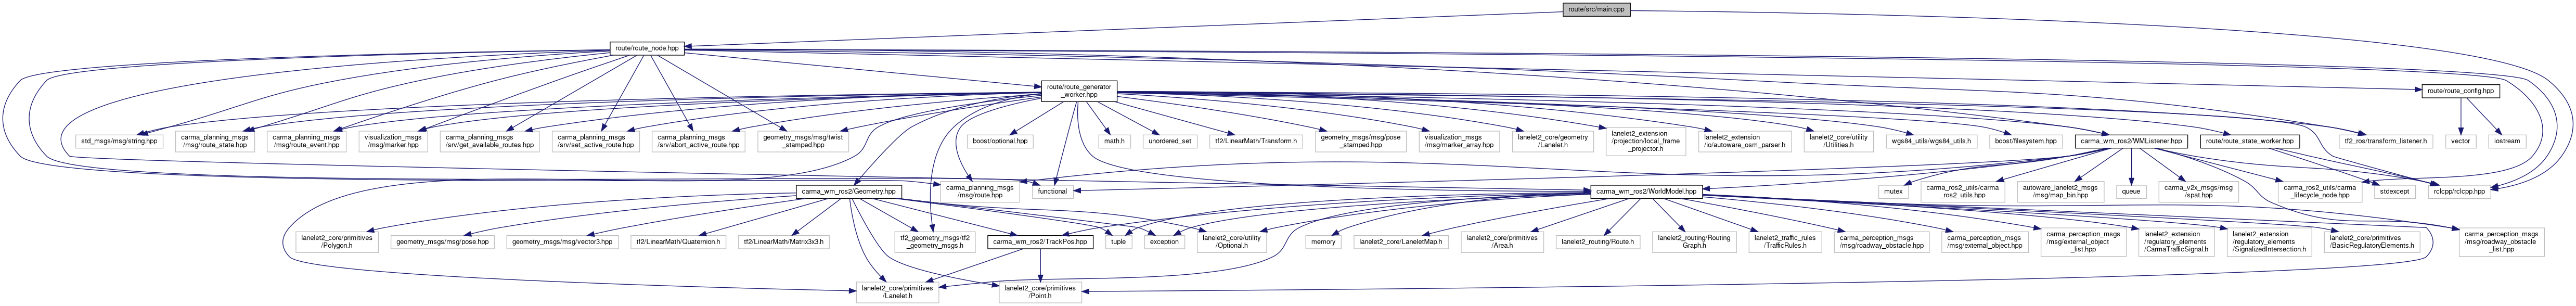 route/src/main.cpp
route/route_node.hpp
route/route_generator
_worker.hpp
route/route_config.hpp
std_msgs/msg/string.hpp
carma_planning_msgs
/msg/route_state.hpp
carma_planning_msgs
/msg/route_event.hpp
visualization_msgs
/msg/marker.hpp
carma_planning_msgs
/srv/get_available_routes.hpp
carma_planning_msgs
/srv/set_active_route.hpp
carma_planning_msgs
/srv/abort_active_route.hpp
geometry_msgs/msg/twist
_stamped.hpp
boost/optional.hpp
math.h
unordered_set
tf2/LinearMath/Transform.h
geometry_msgs/msg/pose
_stamped.hpp
visualization_msgs
/msg/marker_array.hpp
lanelet2_core/geometry
/Lanelet.h
lanelet2_extension
/projection/local_frame
_projector.h
lanelet2_extension
/io/autoware_osm_parser.h
lanelet2_core/utility
/Utilities.h
wgs84_utils/wgs84_utils.h
boost/filesystem.hpp
carma_wm_ros2/WMListener.hpp
route/route_state_worker.hpp
tf2_ros/transform_listener.h
vector
iostream
carma_wm_ros2/Geometry.hpp
carma_planning_msgs
/msg/route.hpp
functional
carma_wm_ros2/WorldModel.hpp
mutex
carma_ros2_utils/carma
_ros2_utils.hpp
autoware_lanelet2_msgs
/msg/map_bin.hpp
queue
carma_v2x_msgs/msg
/spat.hpp
carma_ros2_utils/carma
_lifecycle_node.hpp
stdexcept
rclcpp/rclcpp.hpp
lanelet2_core/primitives
/Polygon.h
geometry_msgs/msg/pose.hpp
geometry_msgs/msg/vector3.hpp
tf2/LinearMath/Quaternion.h
tf2/LinearMath/Matrix3x3.h
tf2_geometry_msgs/tf2
_geometry_msgs.h
carma_wm_ros2/TrackPos.hpp
tuple
exception
lanelet2_core/utility
/Optional.h
memory
lanelet2_core/LaneletMap.h
lanelet2_core/primitives
/Area.h
lanelet2_routing/Route.h
lanelet2_routing/Routing
Graph.h
lanelet2_traffic_rules
/TrafficRules.h
carma_perception_msgs
/msg/roadway_obstacle.hpp
carma_perception_msgs
/msg/external_object.hpp
carma_perception_msgs
/msg/external_object
_list.hpp
lanelet2_extension
/regulatory_elements
/CarmaTrafficSignal.h
lanelet2_extension
/regulatory_elements
/SignalizedIntersection.h
lanelet2_core/primitives
/BasicRegulatoryElements.h
carma_perception_msgs
/msg/roadway_obstacle
_list.hpp
lanelet2_core/primitives
/Lanelet.h
lanelet2_core/primitives
/Point.h